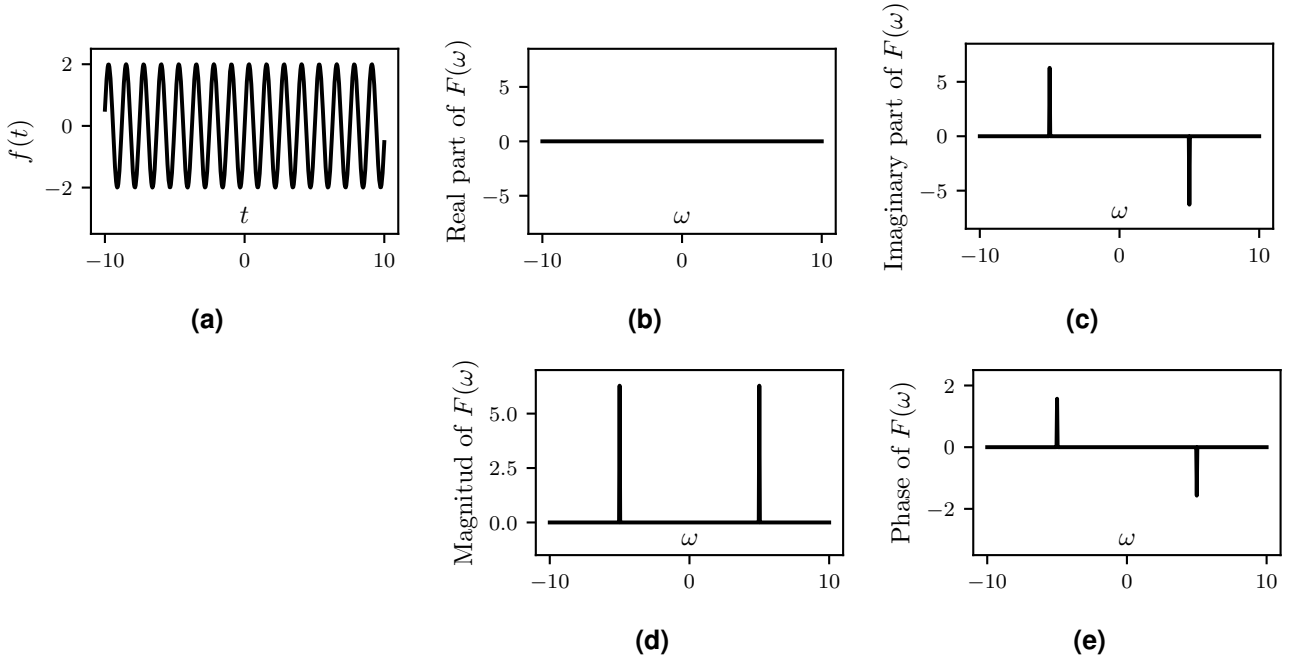 f(t)
2
0
−2
t
−10
0
10
(a)
Real part of F(ω)
5
0
−5
ω
−10
0
10
(b)
Imaginary part of F(ω)
5
0
−5
ω
−10
0
10
(c)
Magnitud of F(ω)
5.0
2.5
0.0
ω
−10
0
10
(d)
Phase of F(ω)
2
0
−2
ω
−10
0
10
(e)